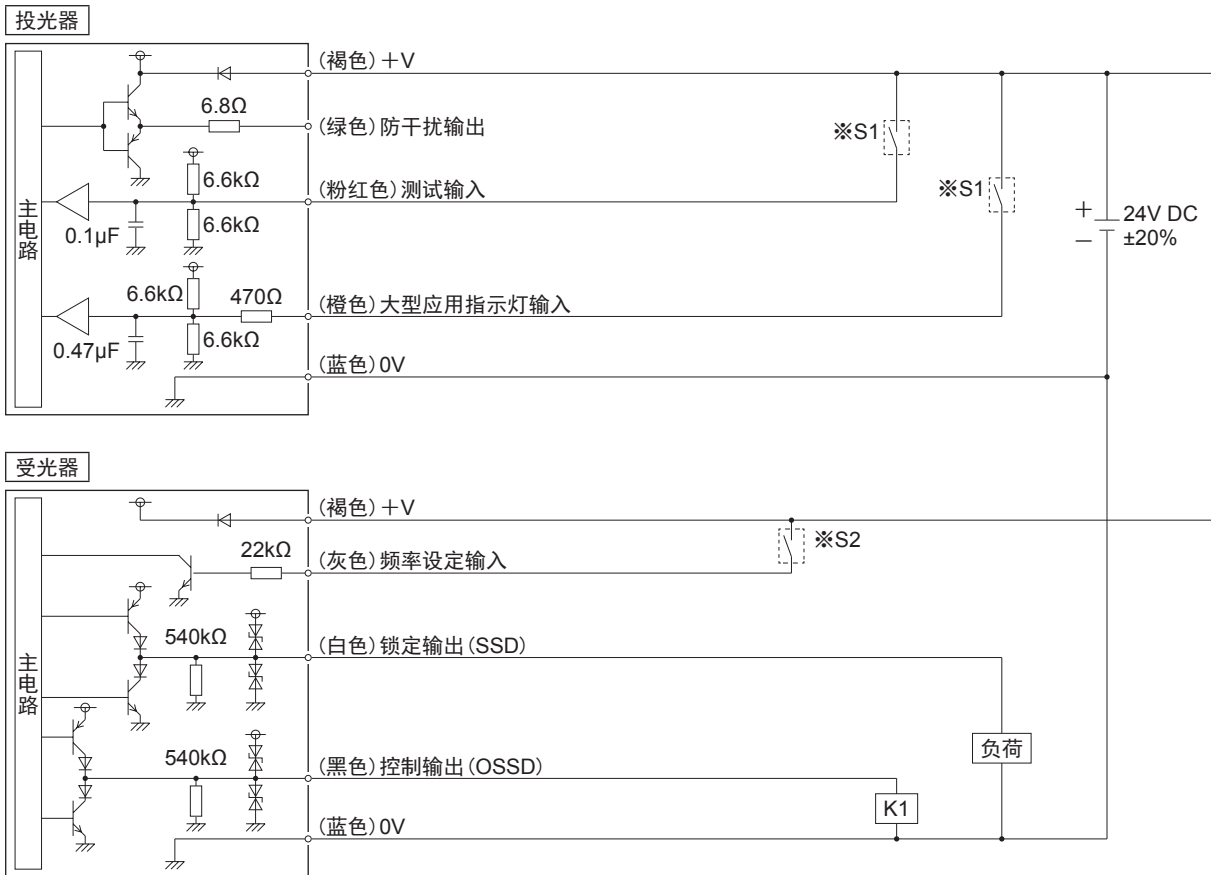 投光器
(褐色)＋V
6.8Ω
(绿色)防干扰输出
※S1
6.6kΩ
(粉红色)测试输入
※S1
主电路
0.1µF
6.6kΩ
＋
－
24V DC
±20%
6.6kΩ
470Ω
(橙色)大型应用指示灯输入
0.47µF
6.6kΩ
(蓝色)0V
受光器
(褐色)＋V
※S2
22kΩ
(灰色)频率设定输入
540kΩ
(白色)锁定输出(SSD)
主电路
负荷
540kΩ
(黑色)控制输出(OSSD)
K1
(蓝色)0V